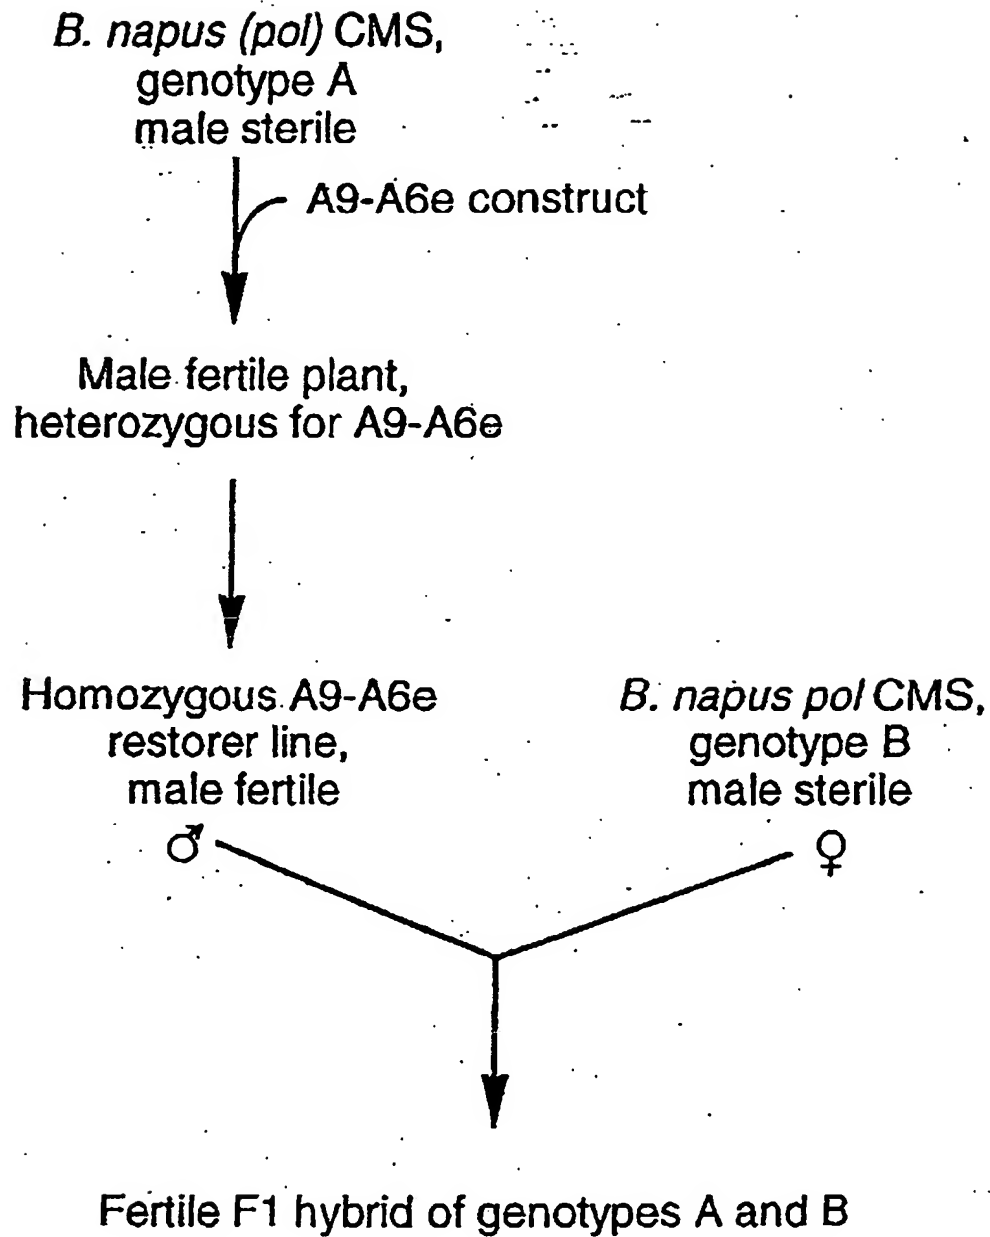 B. napus (pol) CMS,
genotype A
male sterile
A9-A6e construct
Male fertile plant,
heterozygous for A9-A6e
Homozygous A9-A6e
restorer line,
male fertile
♂
B. napus pol CMS,
genotype B
male sterile
♀
Fertile F1 hybrid of genotypes A and B